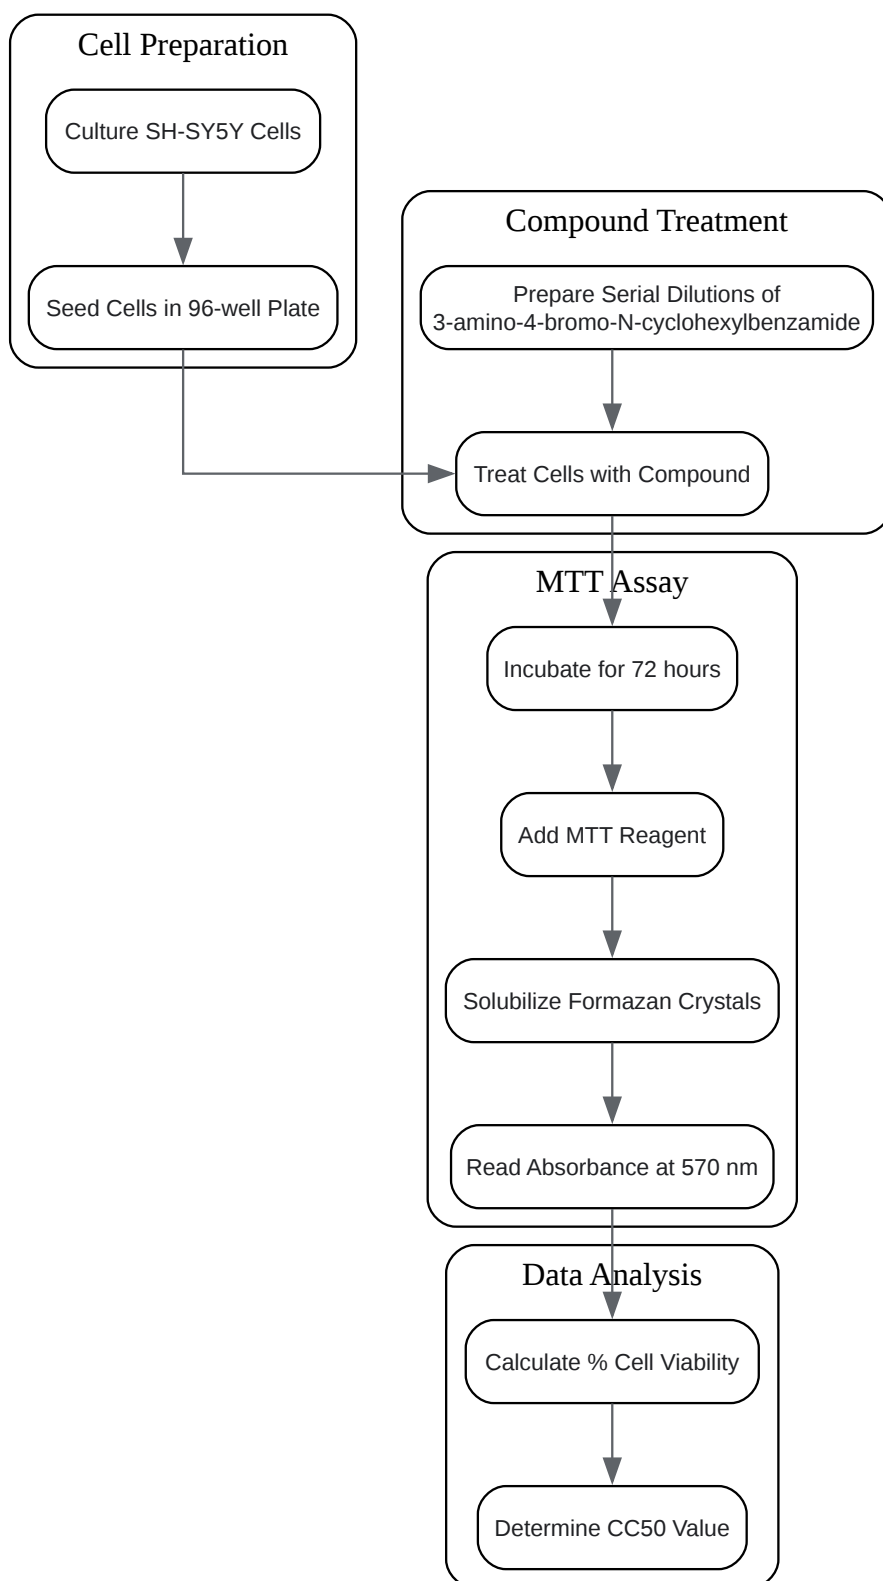 Cell Preparation
Culture SH-SY5Y Cells
Seed Cells in 96-well Plate
Compound Treatment
Prepare Serial Dilutions of
3-amino-4-bromo-N-cyclohexylbenzamide
Treat Cells with Compound
MTT Assay
Incubate for 72 hours
Add MTT Reagent
Solubilize Formazan Crystals
Read Absorbance at 570 nm
Data Analysis
Calculate % Cell Viability
Determine CC50 Value